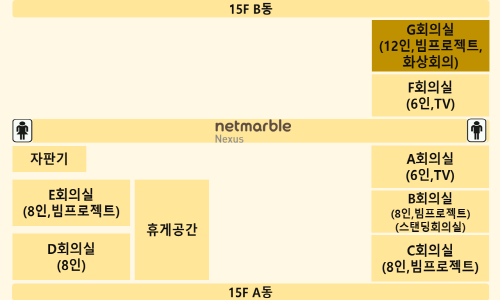 15F B동
G회의실
(12인,빔프로젝트,
화상회의)
F회의실
(6인,TV)
netmarble
Nexus
자판기
A회의실
(6인,TV)
E회의실
(8인,빔프로젝트)
휴게공간
B회의실
(8인,빔프로젝트)
(스탠딩회의실)
D회의실
(8인)
C회의실
(8인,빔프로젝트)
15F A동